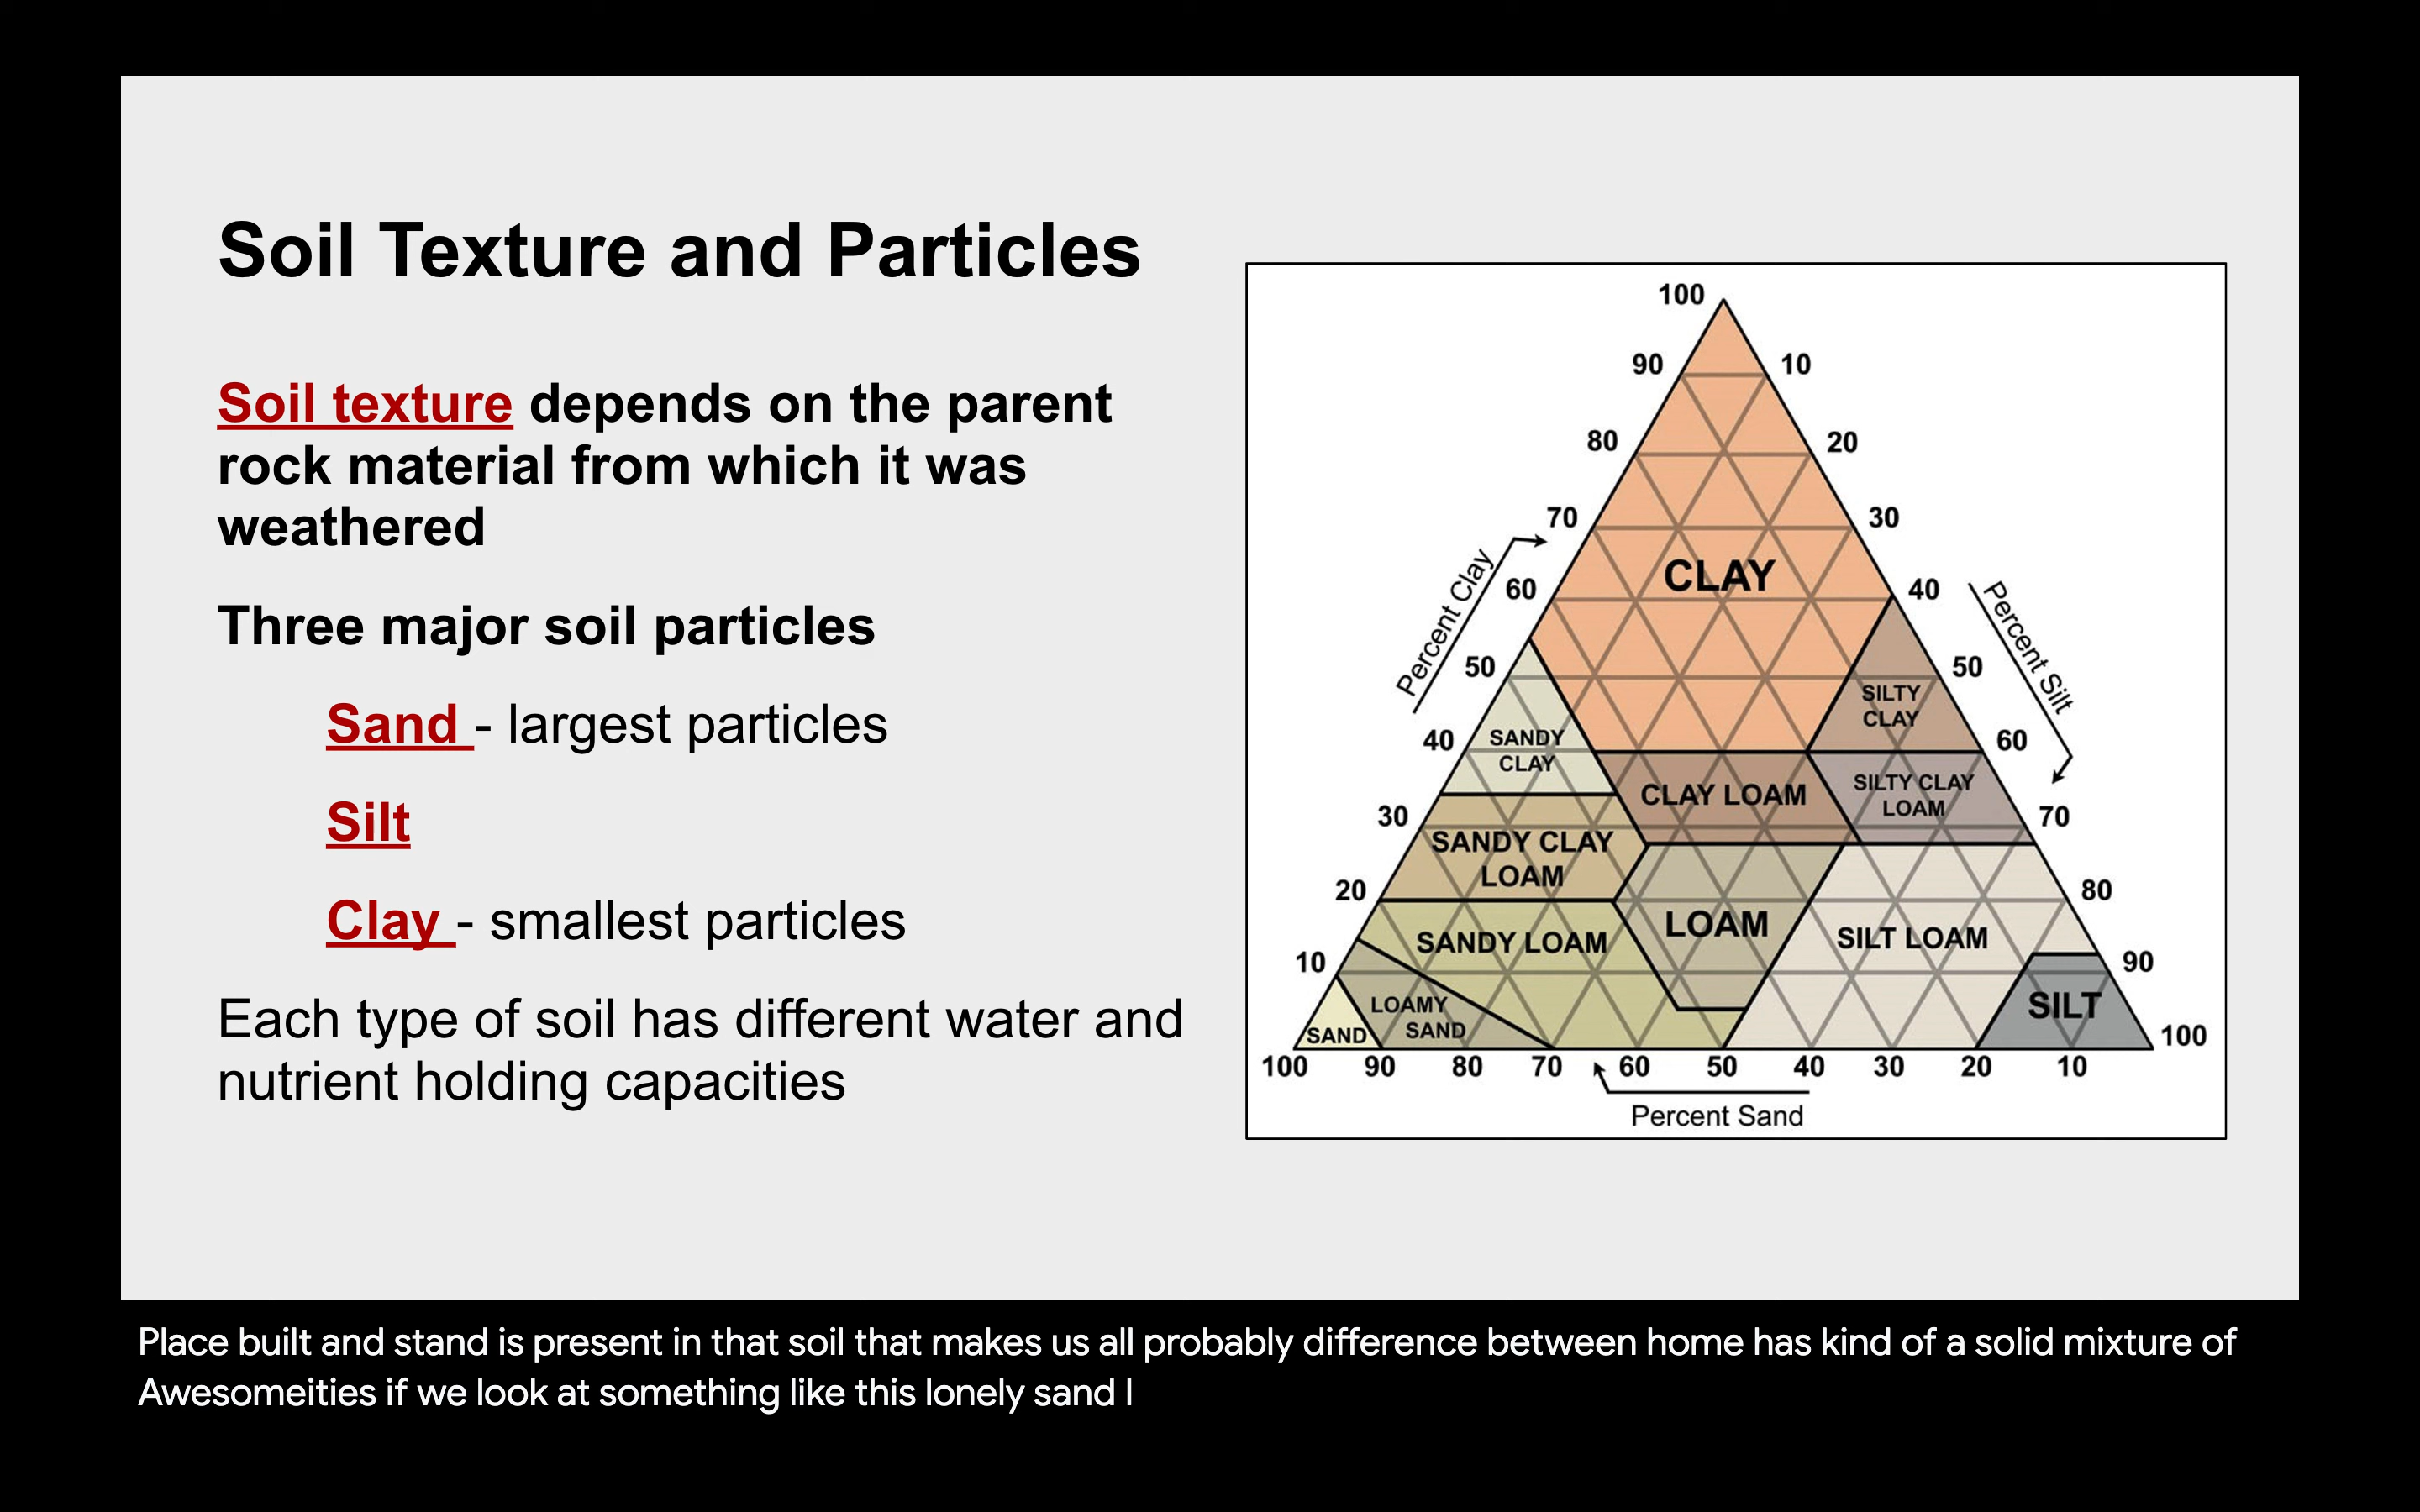 Soil Texture and Particles
Soil texture depends on the parent
rock material from which it was
weathered
Three major soil particles
Sand - largest particles
Silt
Clay - smallest particles
Each type of soil has different water and
nutrient holding capacities
100
90
10
80
20
70
30
Percent Clay
CLAY
60
40
Percent Silt
50
50
SILTY
CLAY
40
SANDY
CLAY
60
30
CLAY LOAM
SILTY CLAY
LOAM
70
SANDY CLAY
LOAM
20
80
SANDY LOAM
LOAM
SILT LOAM
10
90
LOAMY
SAND
SAND
SILT
100
100 90 80 70 60 50 40 30 20 10
Percent Sand
Place built and stand is present in that soil that makes us all probably difference between home has kind of a solid mixture of
Awesomeities if we look at something like this lonely sand I